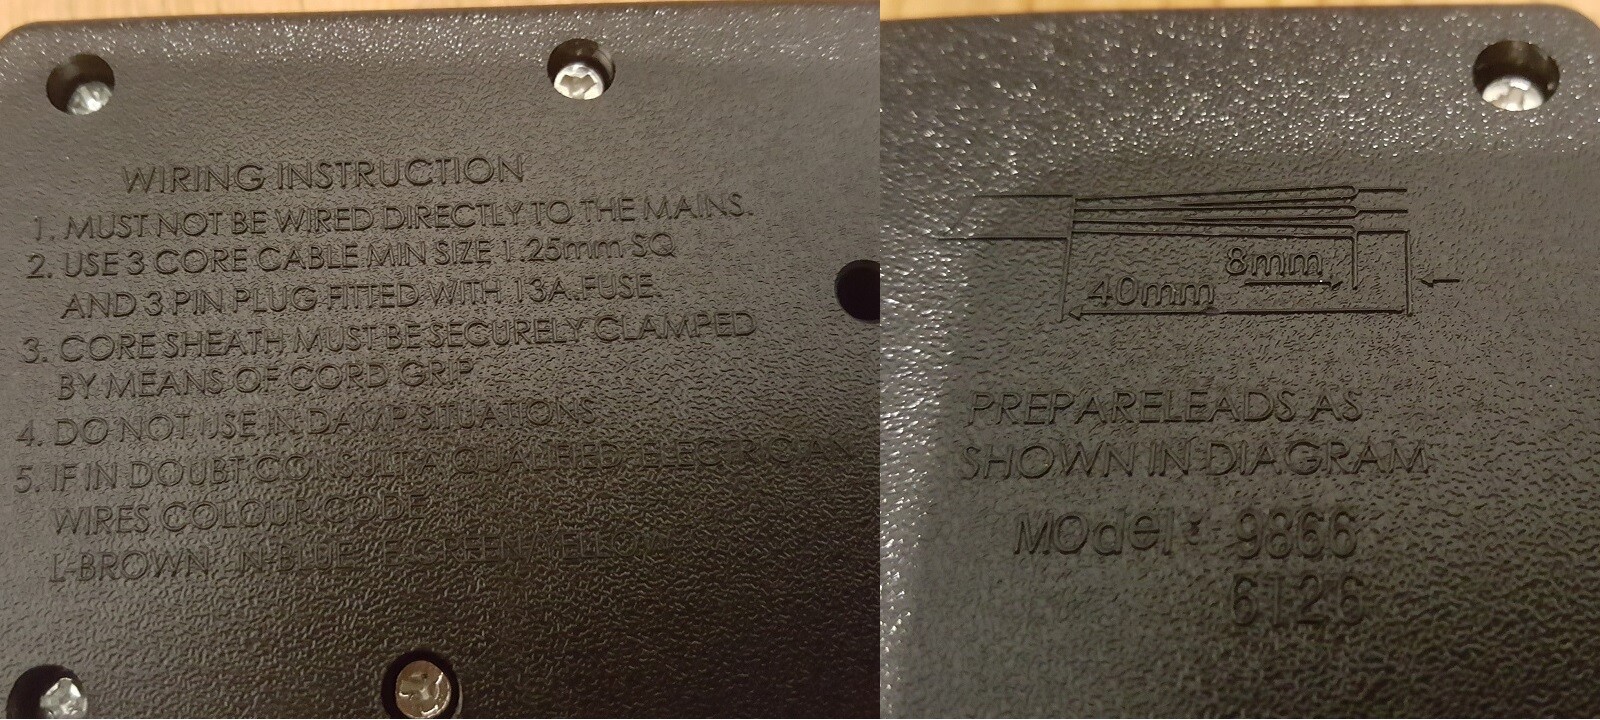 WIRING INSTRUCTION
1. MUST NOT BE WIRED DIRECTLY TO THE MAINS.
2. USE 3 CORE CABLE MIN SIZE 1.25mm SQ
AND 3 PIN PLUG FITTED WITH 13A.FUSE.
3. CORE SHEATH MUST BE SECURELY CLAMPED
BY MEANS OF CORD GRIP
4. DO NOT USE IN DAMP SITUATIONS
5. IF IN DOUBT CONSULT A QUALIFIED ELECTRICIAN
WIRES COLOUR CODE
L-BROWN N-BLUE E-GREEN/YELLOW
8mm
40mm
PREPARELEADS AS
SHOWN IN DIAGRAM
MOdel: 9866
6126